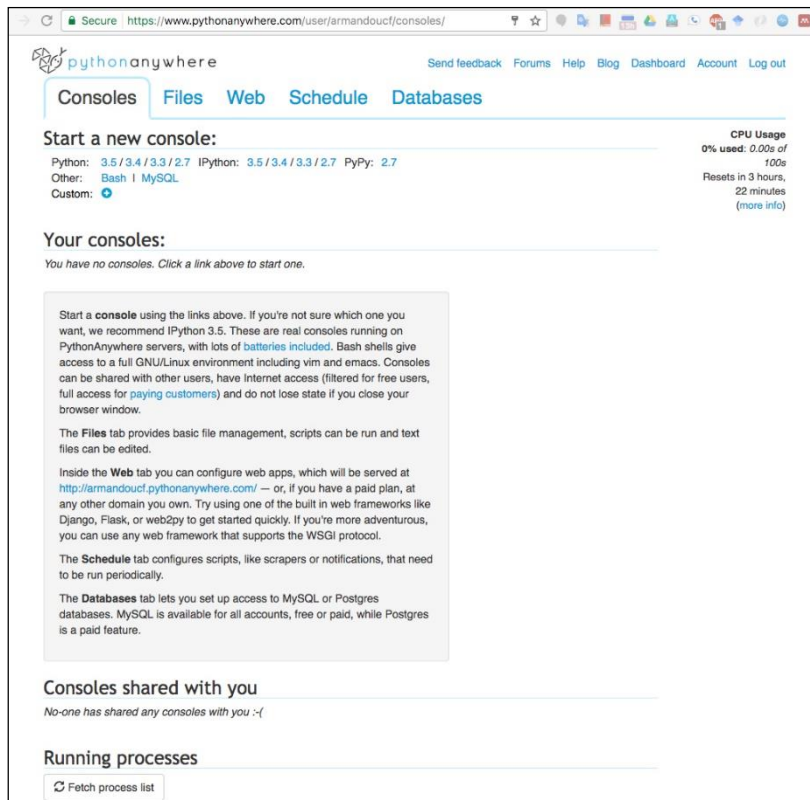 Secure https://www.pythonanywhere.com/user/armandoucf/consoles/
pythonanywhere
Send feedback Forums Help Blog Dashboard Account Log out
Consoles Files Web Schedule Databases
Start a new console:
Python: 3.5 / 3.4 / 3.3 / 2.7 IPython: 3.5 / 3.4 / 3.3 / 2.7 PyPy: 2.7
Other: Bash | MySQL
Custom:
CPU Usage
0% used: 0.00s of
100s
Resets in 3 hours,
22 minutes
(more info)
Your consoles:
You have no consoles. Click a link above to start one.
Start a console using the links above. If you're not sure which one you
want, we recommend IPython 3.5. These are real consoles running on
PythonAnywhere servers, with lots of batteries included. Bash shells give
access to a full GNU/Linux environment including vim and emacs. Consoles
can be shared with other users, have Internet access (filtered for free users,
full access for paying customers) and do not lose state if you close your
browser window.
The Files tab provides basic file management, scripts can be run and text
files can be edited.
Inside the Web tab you can configure web apps, which will be served at
http://armandoucf.pythonanywhere.com/ — or, if you have a paid plan, at
any other domain you own. Try using one of the built in web frameworks like
Django, Flask, or web2py to get started quickly. If you're more adventurous,
you can use any web framework that supports the WSGI protocol.
The Schedule tab configures scripts, like scrapers or notifications, that need
to be run periodically.
The Databases tab lets you set up access to MySQL or Postgres
databases. MySQL is available for all accounts, free or paid, while Postgres
is a paid feature.
Consoles shared with you
No-one has shared any consoles with you :-(
Running processes
Fetch process list